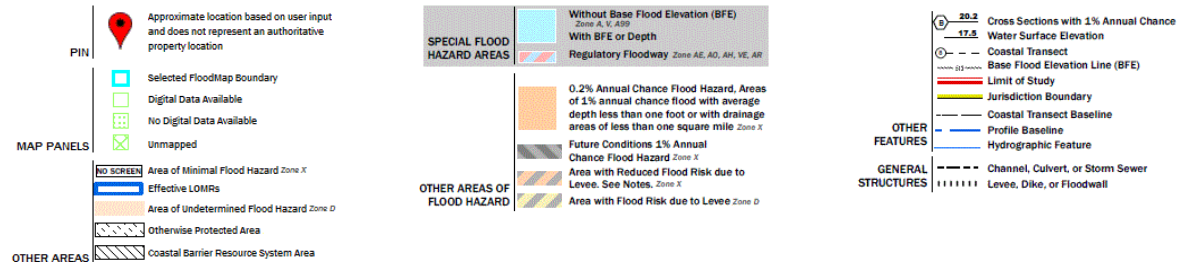 Approximate location based on user input
and does not represent an authoritative
property location
PIN
Selected FloodMap Boundary
Digital Data Available
No Digital Data Available
Unmapped
MAP PANELS
NO SCREEN Area of Minimal Flood Hazard Zone X
Effective LOMRs
Area of Undetermined Flood Hazard Zone D
Otherwise Protected Area
Coastal Barrier Resource System Area
OTHER AREAS
Without Base Flood Elevation (BFE)
Zone A, V, A99
With BFE or Depth
SPECIAL FLOOD
HAZARD AREAS
Regulatory Floodway Zone AE, AO, AH, VE, AR
0.2% Annual Chance Flood Hazard, Areas
of 1% annual chance flood with average
depth less than one foot or with drainage
areas of less than one square mile Zone X
Future Conditions 1% Annual
Chance Flood Hazard Zone X
Area with Reduced Flood Risk due to
Levee. See Notes. Zone X
Area with Flood Risk due to Levee Zone D
OTHER AREAS OF
FLOOD HAZARD
B 20.2 Cross Sections with 1% Annual Chance
17.5 Water Surface Elevation
8 Coastal Transect
513 Base Flood Elevation Line (BFE)
Limit of Study
Jurisdiction Boundary
Coastal Transect Baseline
Profile Baseline
Hydrographic Feature
OTHER
FEATURES
Channel, Culvert, or Storm Sewer
Levee, Dike, or Floodwall
GENERAL
STRUCTURES